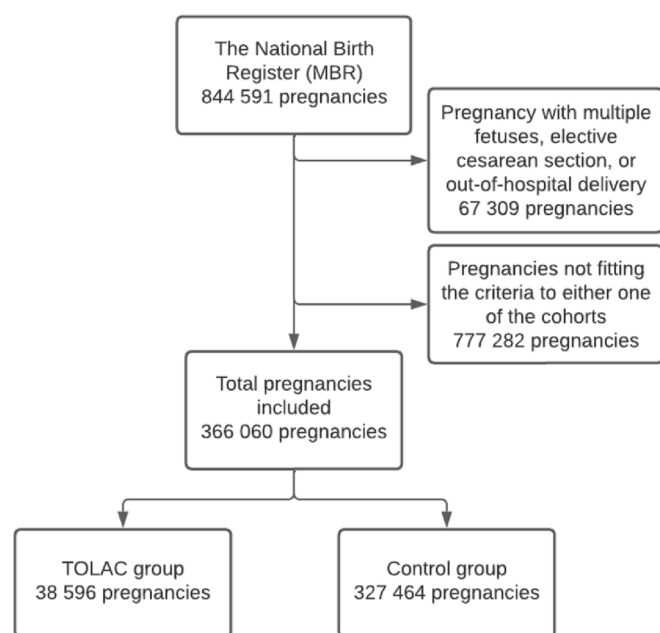 The National Birth
Register (MBR)
844 591 pregnancies
Pregnancy with multiple
fetuses, elective
cesarean section, or
out-of-hospital delivery
67 309 pregnancies
Pregnancies not fitting
the criteria to either one
of the cohorts
777 282 pregnancies
Total pregnancies
included
366 060 pregnancies
TOLAC group
38 596 pregnancies
Control group
327 464 pregnancies